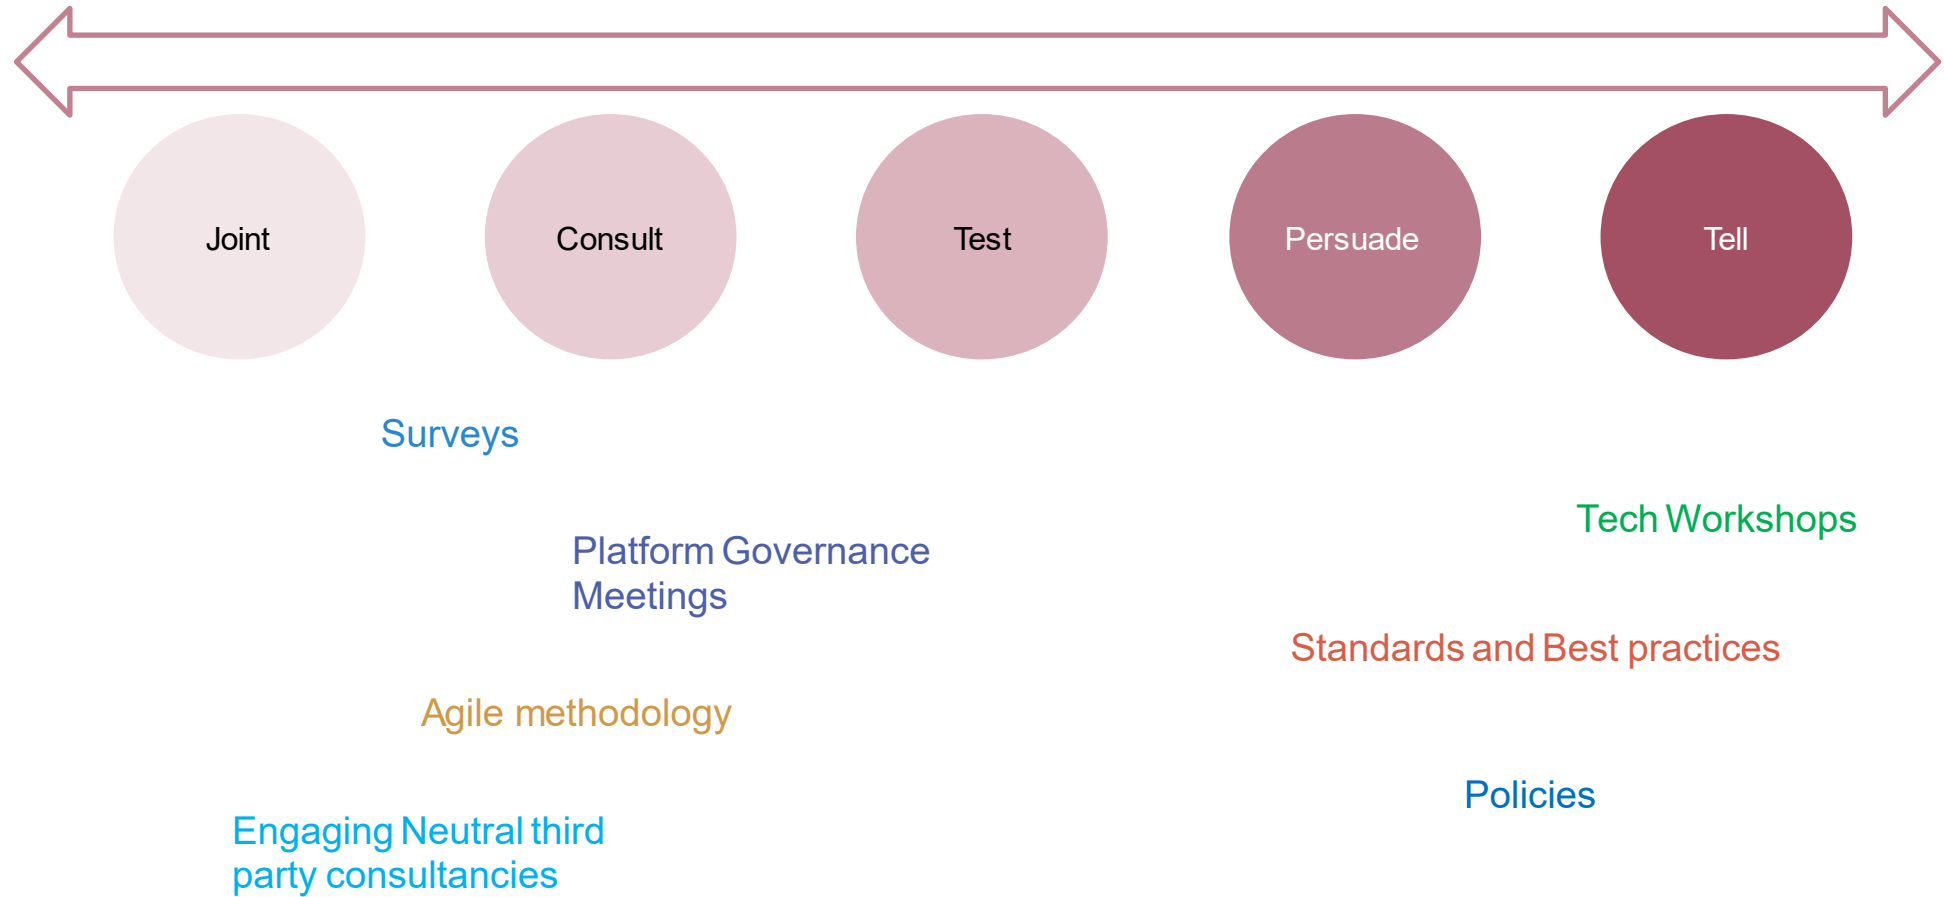 Joint
Consult
Test
Persuade
Tell
Surveys
Tech Workshops
Platform Governance
Meetings
Standards and Best practices
Agile methodology
Policies
Engaging Neutral third
party consultancies